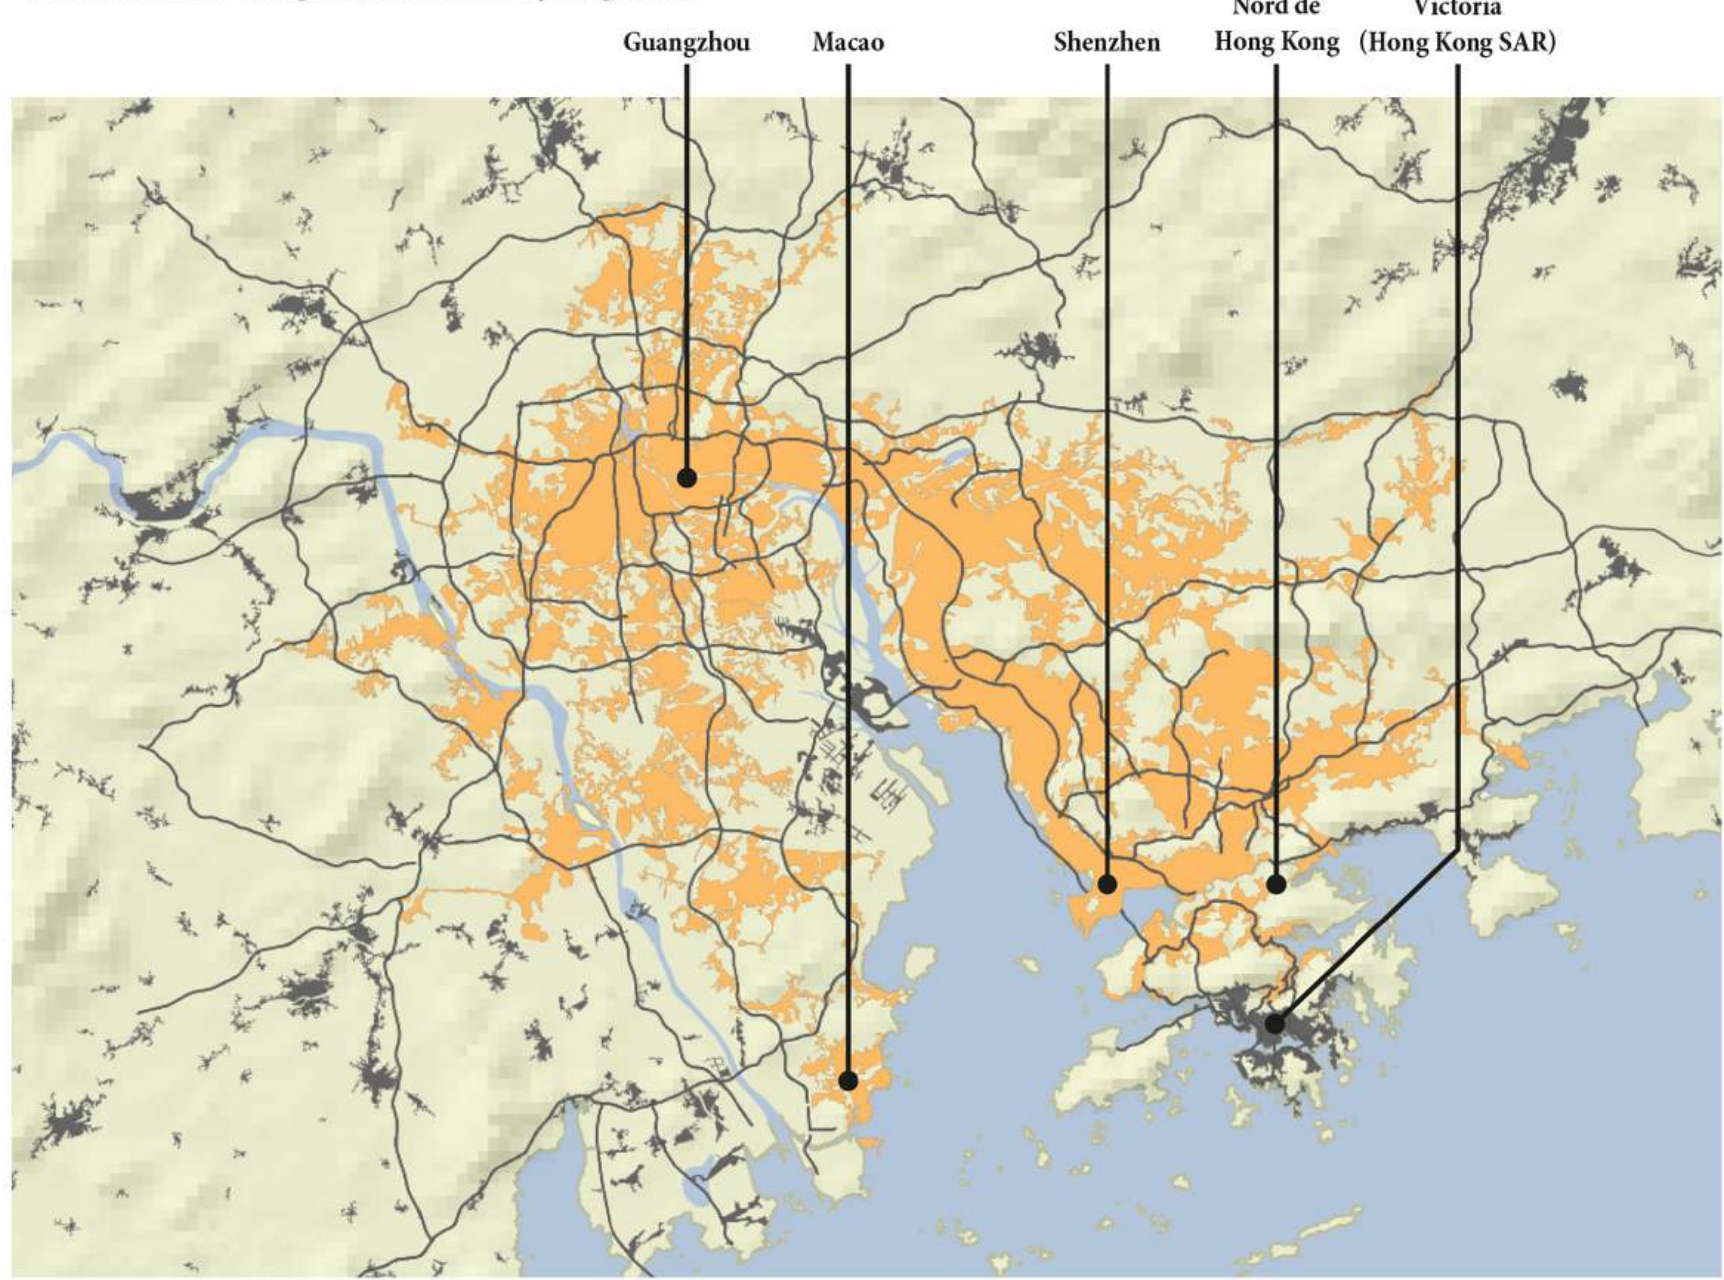 Guangzhou
Macao
Shenzhen
Nord de
Hong Kong
Victoria
(Hong Kong SAR)